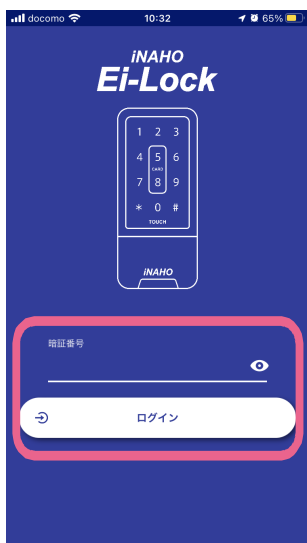 docomo 10:32 65%
iNAHO
Ei-Lock
1 2 3
4 5 6
CARD
7 8 9
* 0 #
TOUCH
iNAHO
暗証番号
ログイン